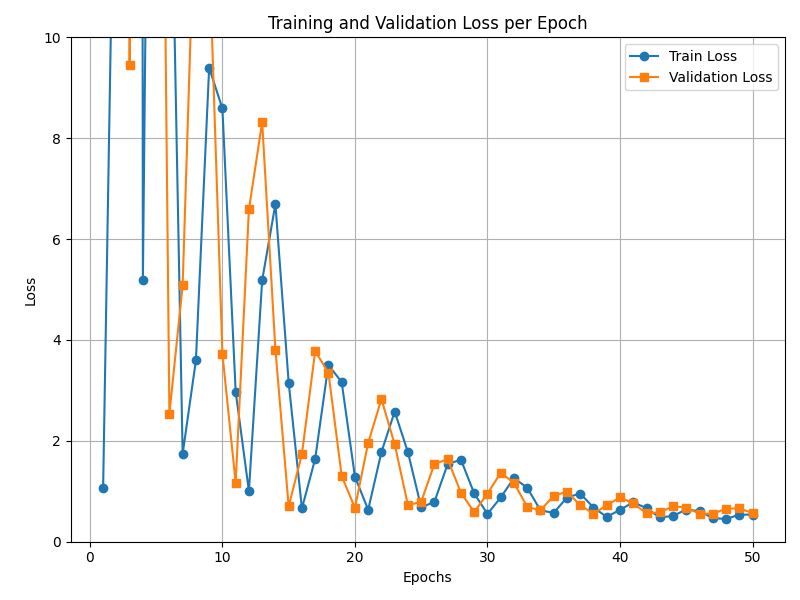 Training and Validation Loss per Epoch
Train Loss
Validation Loss
Loss
10
8
6
4
2
0
0 10 20 30 40 50
Epochs